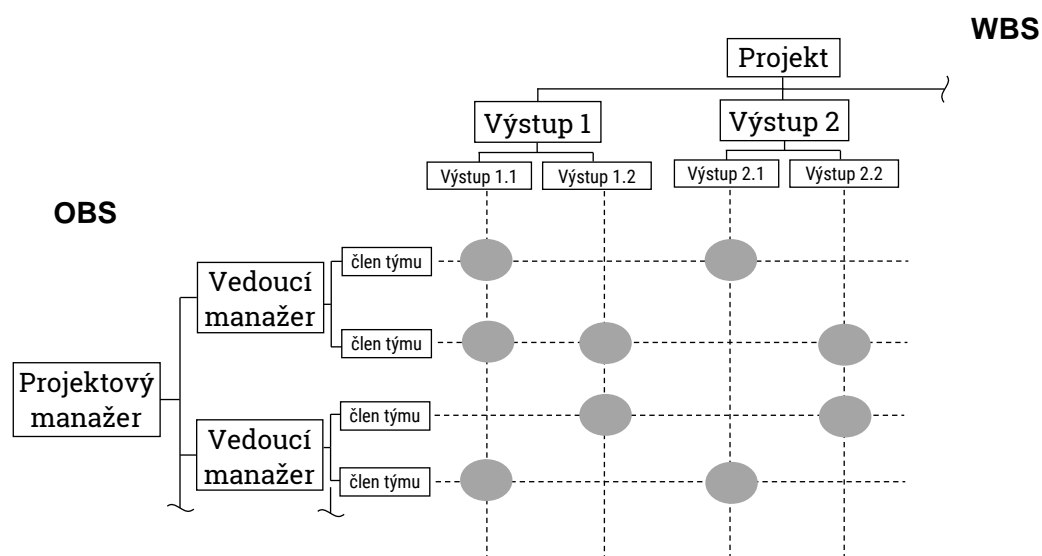 WBS
Projekt
Výstup 1
Výstup 2
Výstup 1.1
Výstup 1.2
Výstup 2.1
Výstup 2.2
OBS
člen týmu
Vedoucí
manažer
člen týmu
Projektový
manažer
člen týmu
Vedoucí
manažer
člen týmu